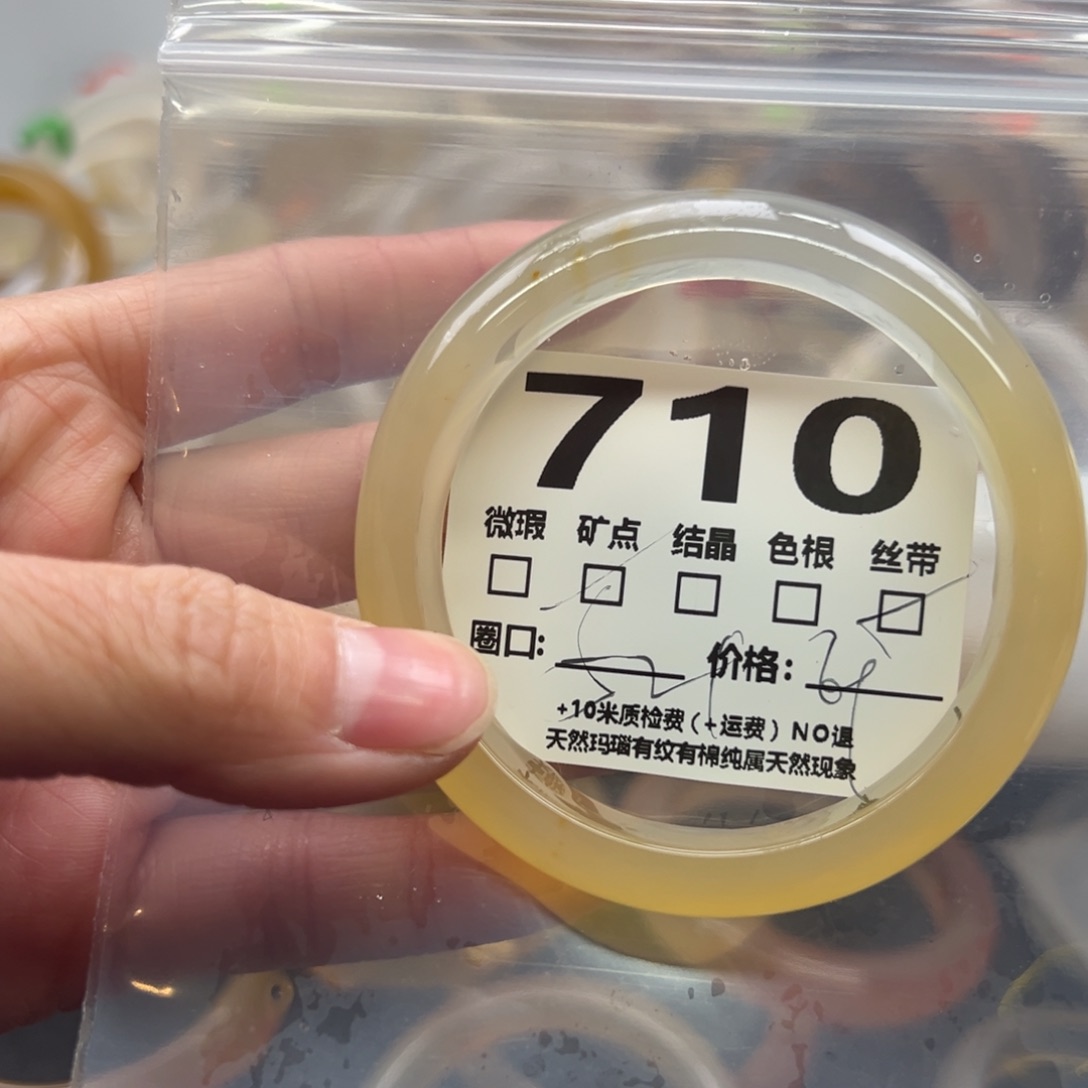 710
微瑕 矿点 结晶 色根 丝带
圈口: 52 价格:
+10米质检费(+运费)NO退
天然玛瑙有纹有棉纯属天然现象